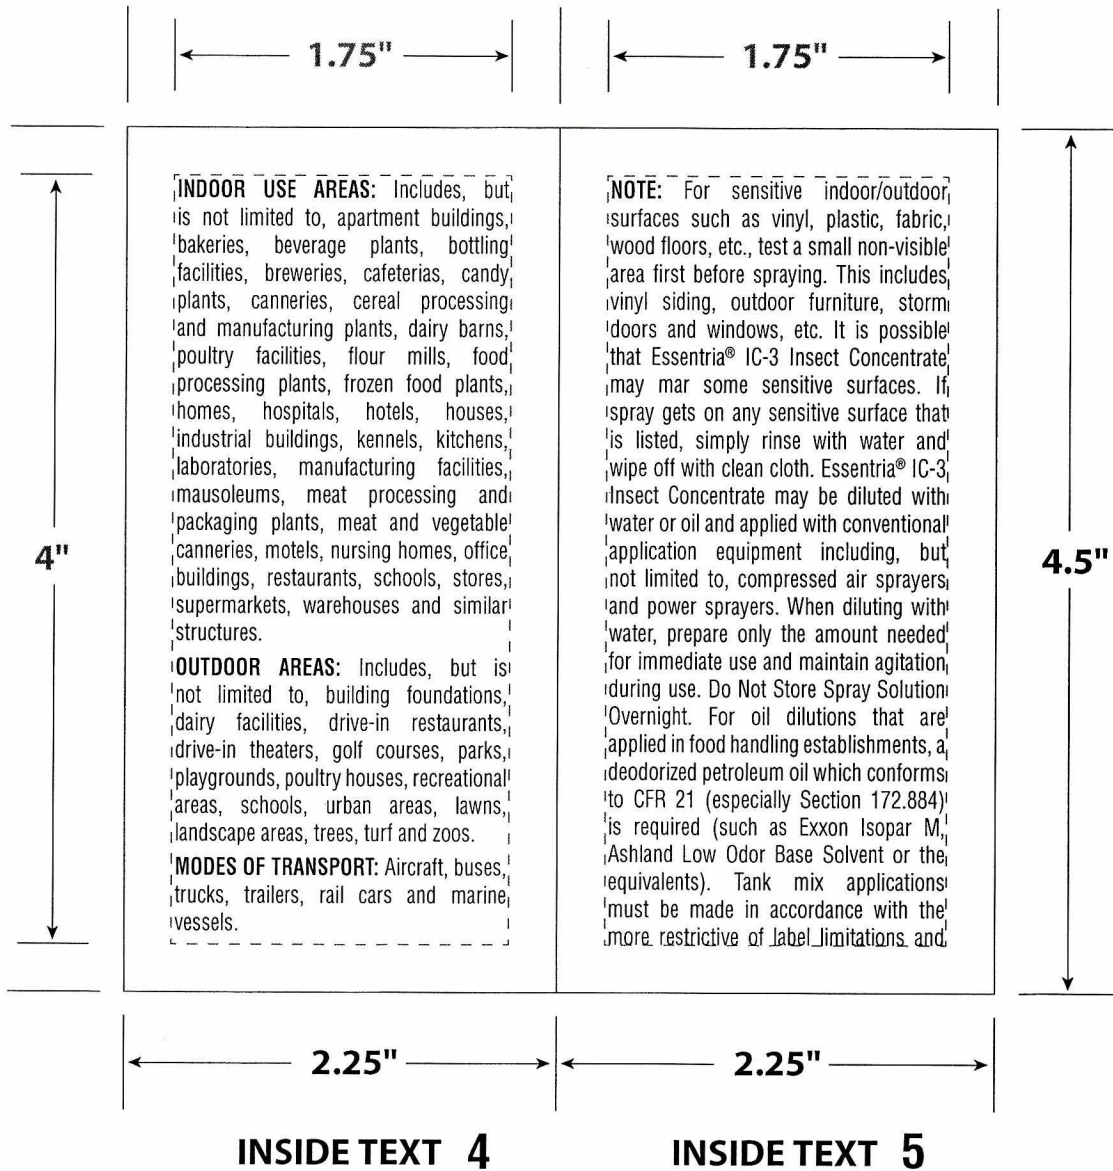 1.75"
1.75"
INDOOR USE AREAS: Includes, but
is not limited to, apartment buildings,
bakeries, beverage plants, bottling
facilities, breweries, cafeterias, candy
plants, canneries, cereal processing
and manufacturing plants, dairy barns,
poultry facilities, flour mills, food
processing plants, frozen food plants,
homes, hospitals, hotels, houses,
industrial buildings, kennels, kitchens,
laboratories, manufacturing facilities,
mausoleums, meat processing and
packaging plants, meat and vegetable
canneries, motels, nursing homes, office
buildings, restaurants, schools, stores,
supermarkets, warehouses and similar
structures.
OUTDOOR AREAS: Includes, but is
not limited to, building foundations,
dairy facilities, drive-in restaurants,
drive-in theaters, golf courses, parks,
playgrounds, poultry houses, recreational
areas, schools, urban areas, lawns,
landscape areas, trees, turf and zoos.
MODES OF TRANSPORT: Aircraft, buses,
trucks, trailers, rail cars and marine
vessels.
NOTE: For sensitive indoor/outdoor
surfaces such as vinyl, plastic, fabric,
wood floors, etc., test a small non-visible
area first before spraying. This includes
vinyl siding, outdoor furniture, storm
doors and windows, etc. It is possible
that Essentria® IC-3 Insect Concentrate
may mar some sensitive surfaces. If
spray gets on any sensitive surface that
is listed, simply rinse with water and
wipe off with clean cloth. Essentria® IC-3
Insect Concentrate may be diluted with
water or oil and applied with conventional
application equipment including, but
not limited to, compressed air sprayers
and power sprayers. When diluting with
water, prepare only the amount needed
for immediate use and maintain agitation
during use. Do Not Store Spray Solution
Overnight. For oil dilutions that are
applied in food handling establishments, a
deodorized petroleum oil which conforms
to CFR 21 (especially Section 172.884)
is required (such as Exxon Isopar M,
Ashland Low Odor Base Solvent or the
equivalents). Tank mix applications
must be made in accordance with the
more restrictive of label limitations and
4"
4.5"
2.25"
2.25"
INSIDE TEXT 4
INSIDE TEXT 5